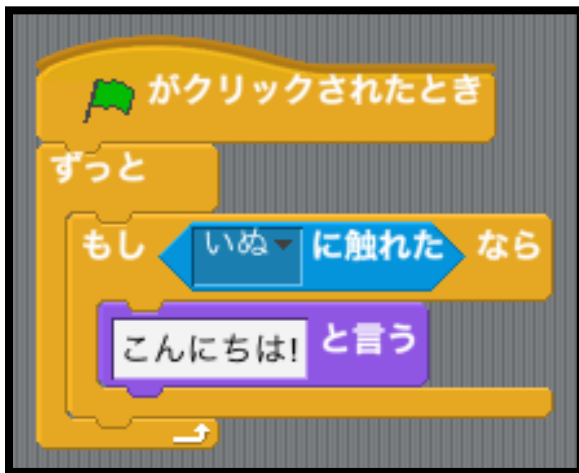 がクリックされたとき
ずっと
もし いぬ に触れた なら
こんにちは! と言う